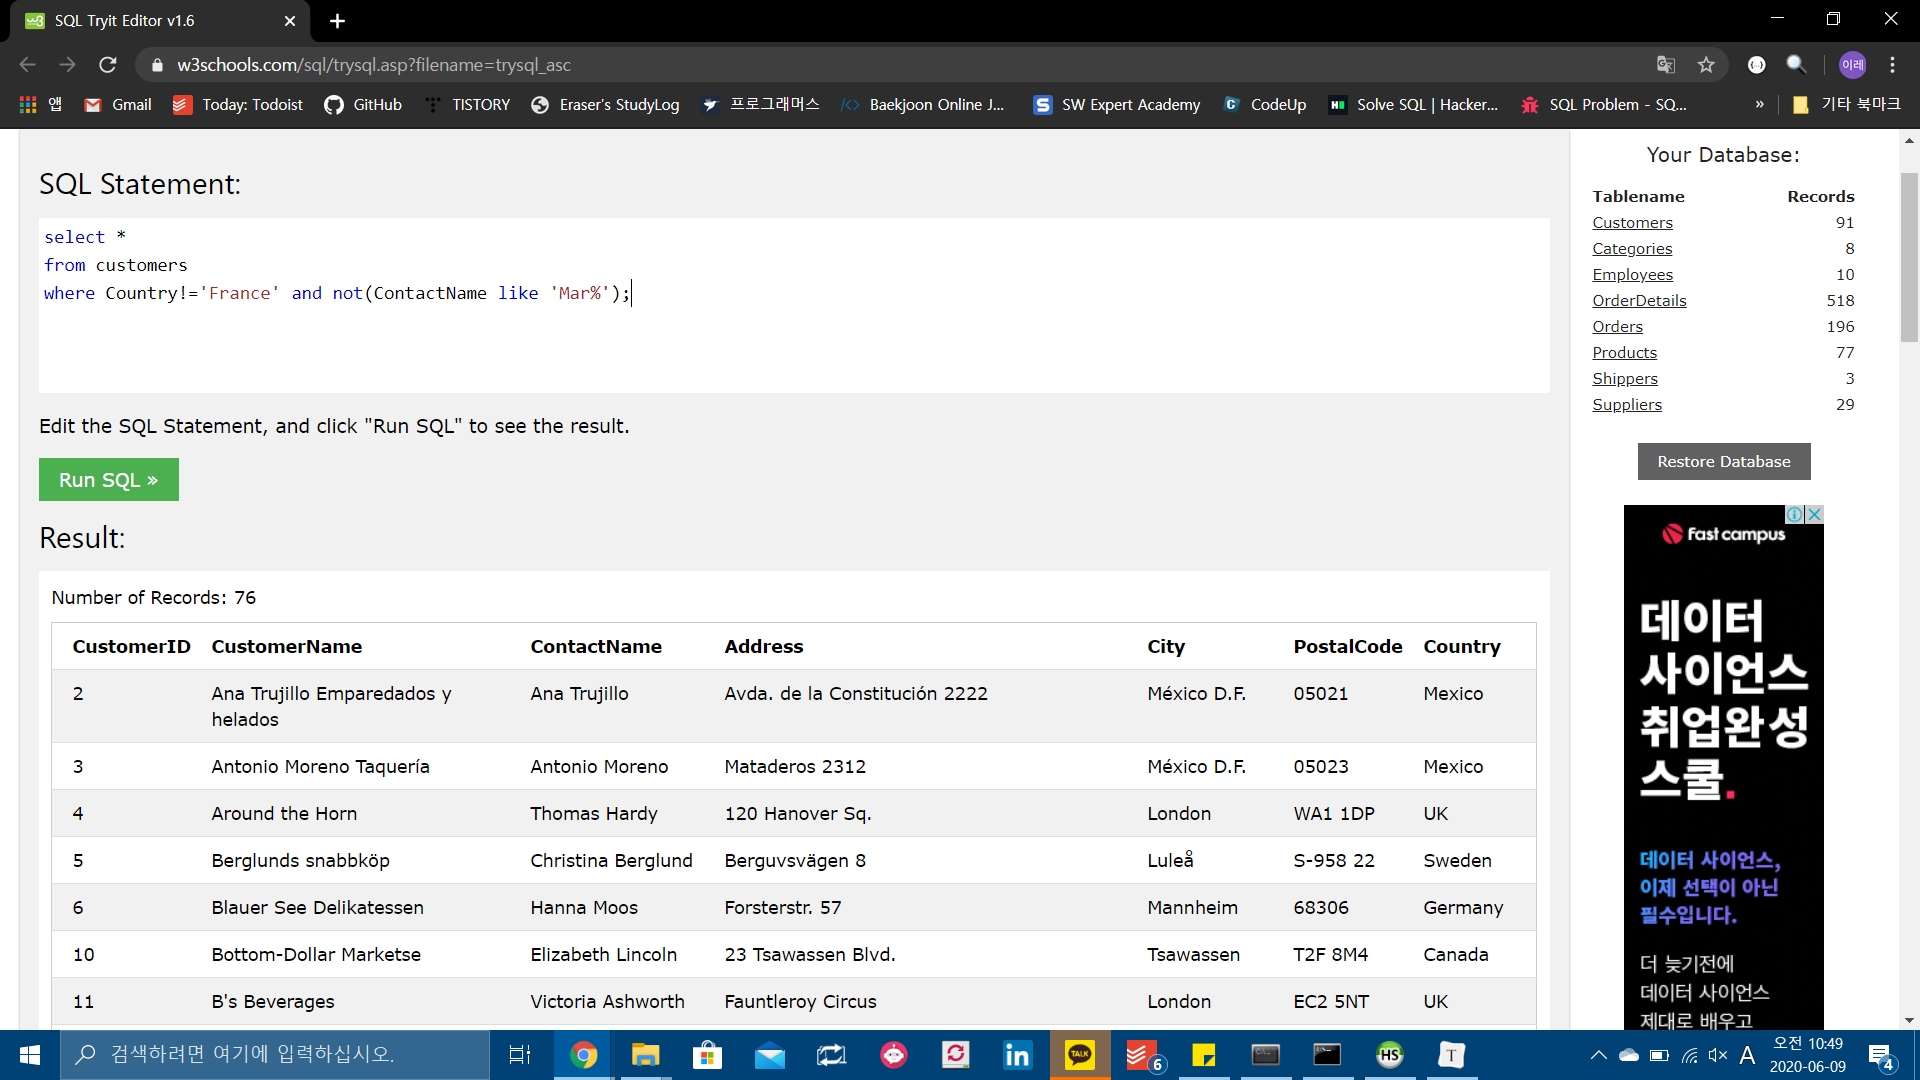 SQL Tryit Editor v1.6
w3schools.com/sql/trysql.asp?filename=trysql_asc
이레
앱 Gmail Today: Todoist GitHub TISTORY Eraser's StudyLog 프로그래머스 Baekjoon Online J... SW Expert Academy CodeUp Solve SQL | Hacker... SQL Problem - SQ... » 기타 북마크
SQL Statement:
select *
from customers
where Country!='France' and not(ContactName like 'Mar%');
Edit the SQL Statement, and click "Run SQL" to see the result.
Run SQL »
Result:
Number of Records: 76
CustomerID CustomerName ContactName Address City PostalCode Country
2 Ana Trujillo Emparedados y helados Ana Trujillo Avda. de la Constitución 2222 México D.F. 05021 Mexico
3 Antonio Moreno Taquería Antonio Moreno Mataderos 2312 México D.F. 05023 Mexico
4 Around the Horn Thomas Hardy 120 Hanover Sq. London WA1 1DP UK
5 Berglunds snabbköp Christina Berglund Berguvsvägen 8 Luleå S-958 22 Sweden
6 Blauer See Delikatessen Hanna Moos Forsterstr. 57 Mannheim 68306 Germany
10 Bottom-Dollar Marketse Elizabeth Lincoln 23 Tsawassen Blvd. Tsawassen T2F 8M4 Canada
11 B's Beverages Victoria Ashworth Fauntleroy Circus London EC2 5NT UK
Your Database:
Tablename Records
Customers 91
Categories 8
Employees 10
OrderDetails 518
Orders 196
Products 77
Shippers 3
Suppliers 29
Restore Database
fast campus
데이터
사이언스
취업완성
스쿨.
데이터 사이언스,
이제 선택이 아닌
필수입니다.
더 늦기전에
데이터 사이언스
제대로 배우고
검색하려면 여기에 입력하십시오.
TALK
6
HS
T
A
오전 10:49
2020-06-09
4